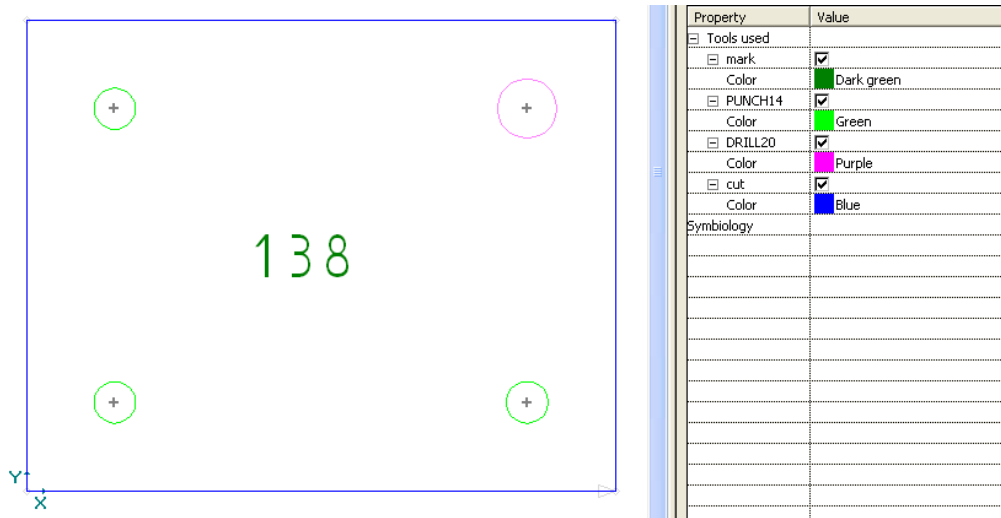 138
Y
X
Property Value
Tools used
mark
Color Dark green
PUNCH14
Color Green
DRILL20
Color Purple
cut
Color Blue
Symbiology